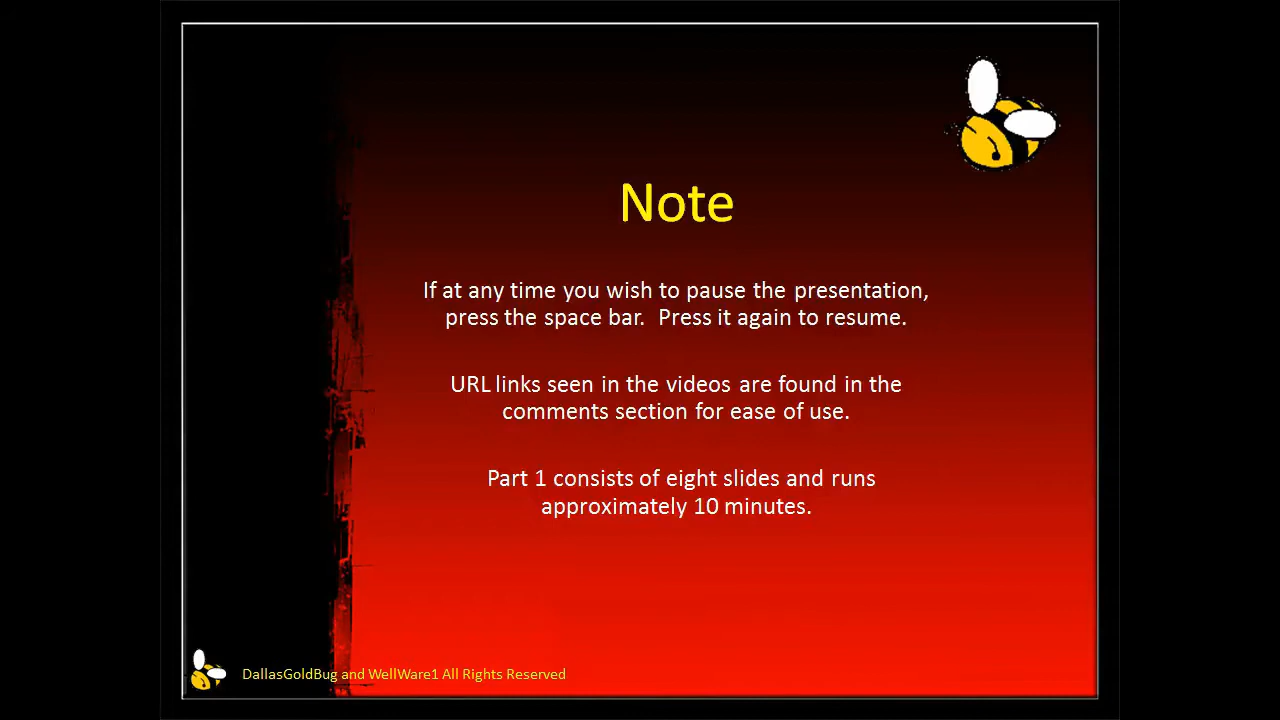 Note
If at any time you wish to pause the presentation,
press the space bar.  Press it again to resume.
URL links seen in the videos are found in the
comments section for ease of use.
Part 1 consists of eight slides and runs
approximately 10 minutes.
DallasGoldBug and WellWare1 All Rights Reserved